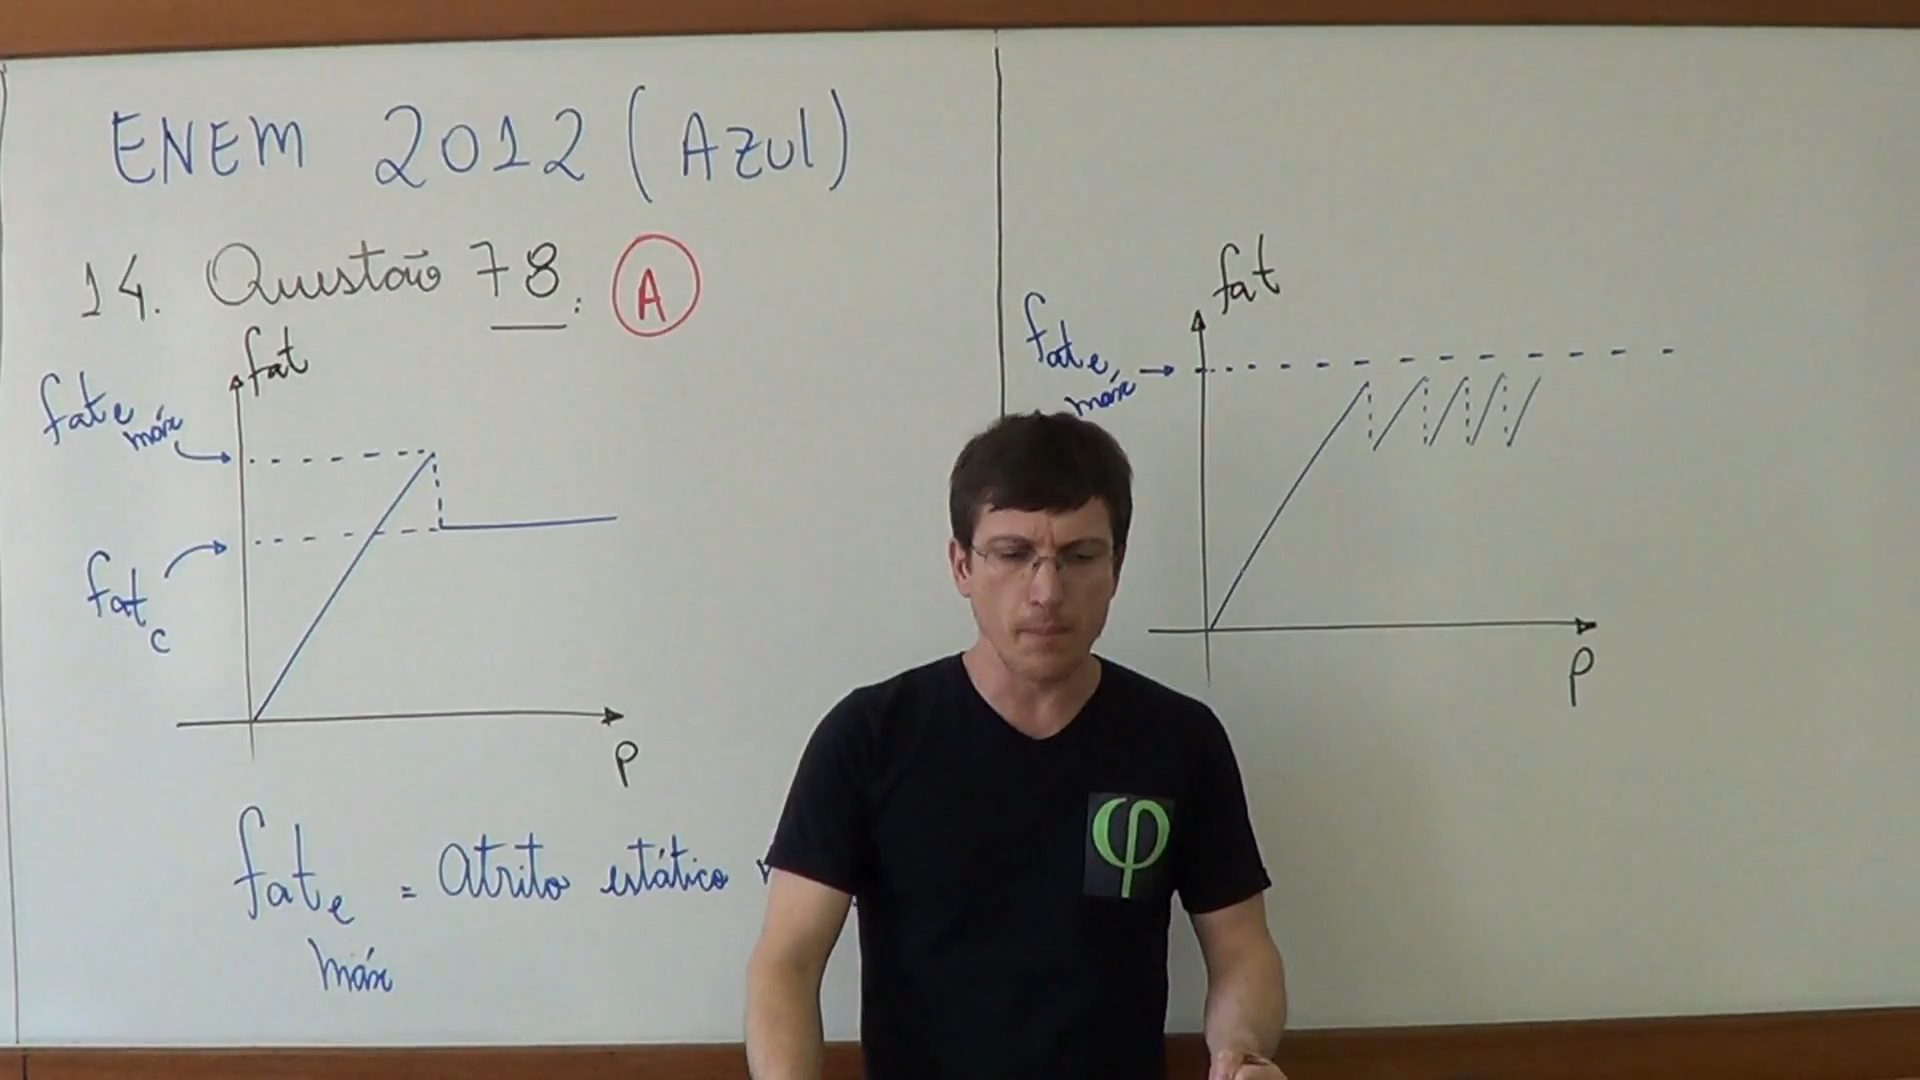 ENEM 2012 (Azul)
14. Questão 78: A
fat
fate máx
fatc
P
fate máx = Atrito estático
fat
fate, máx
P
φ